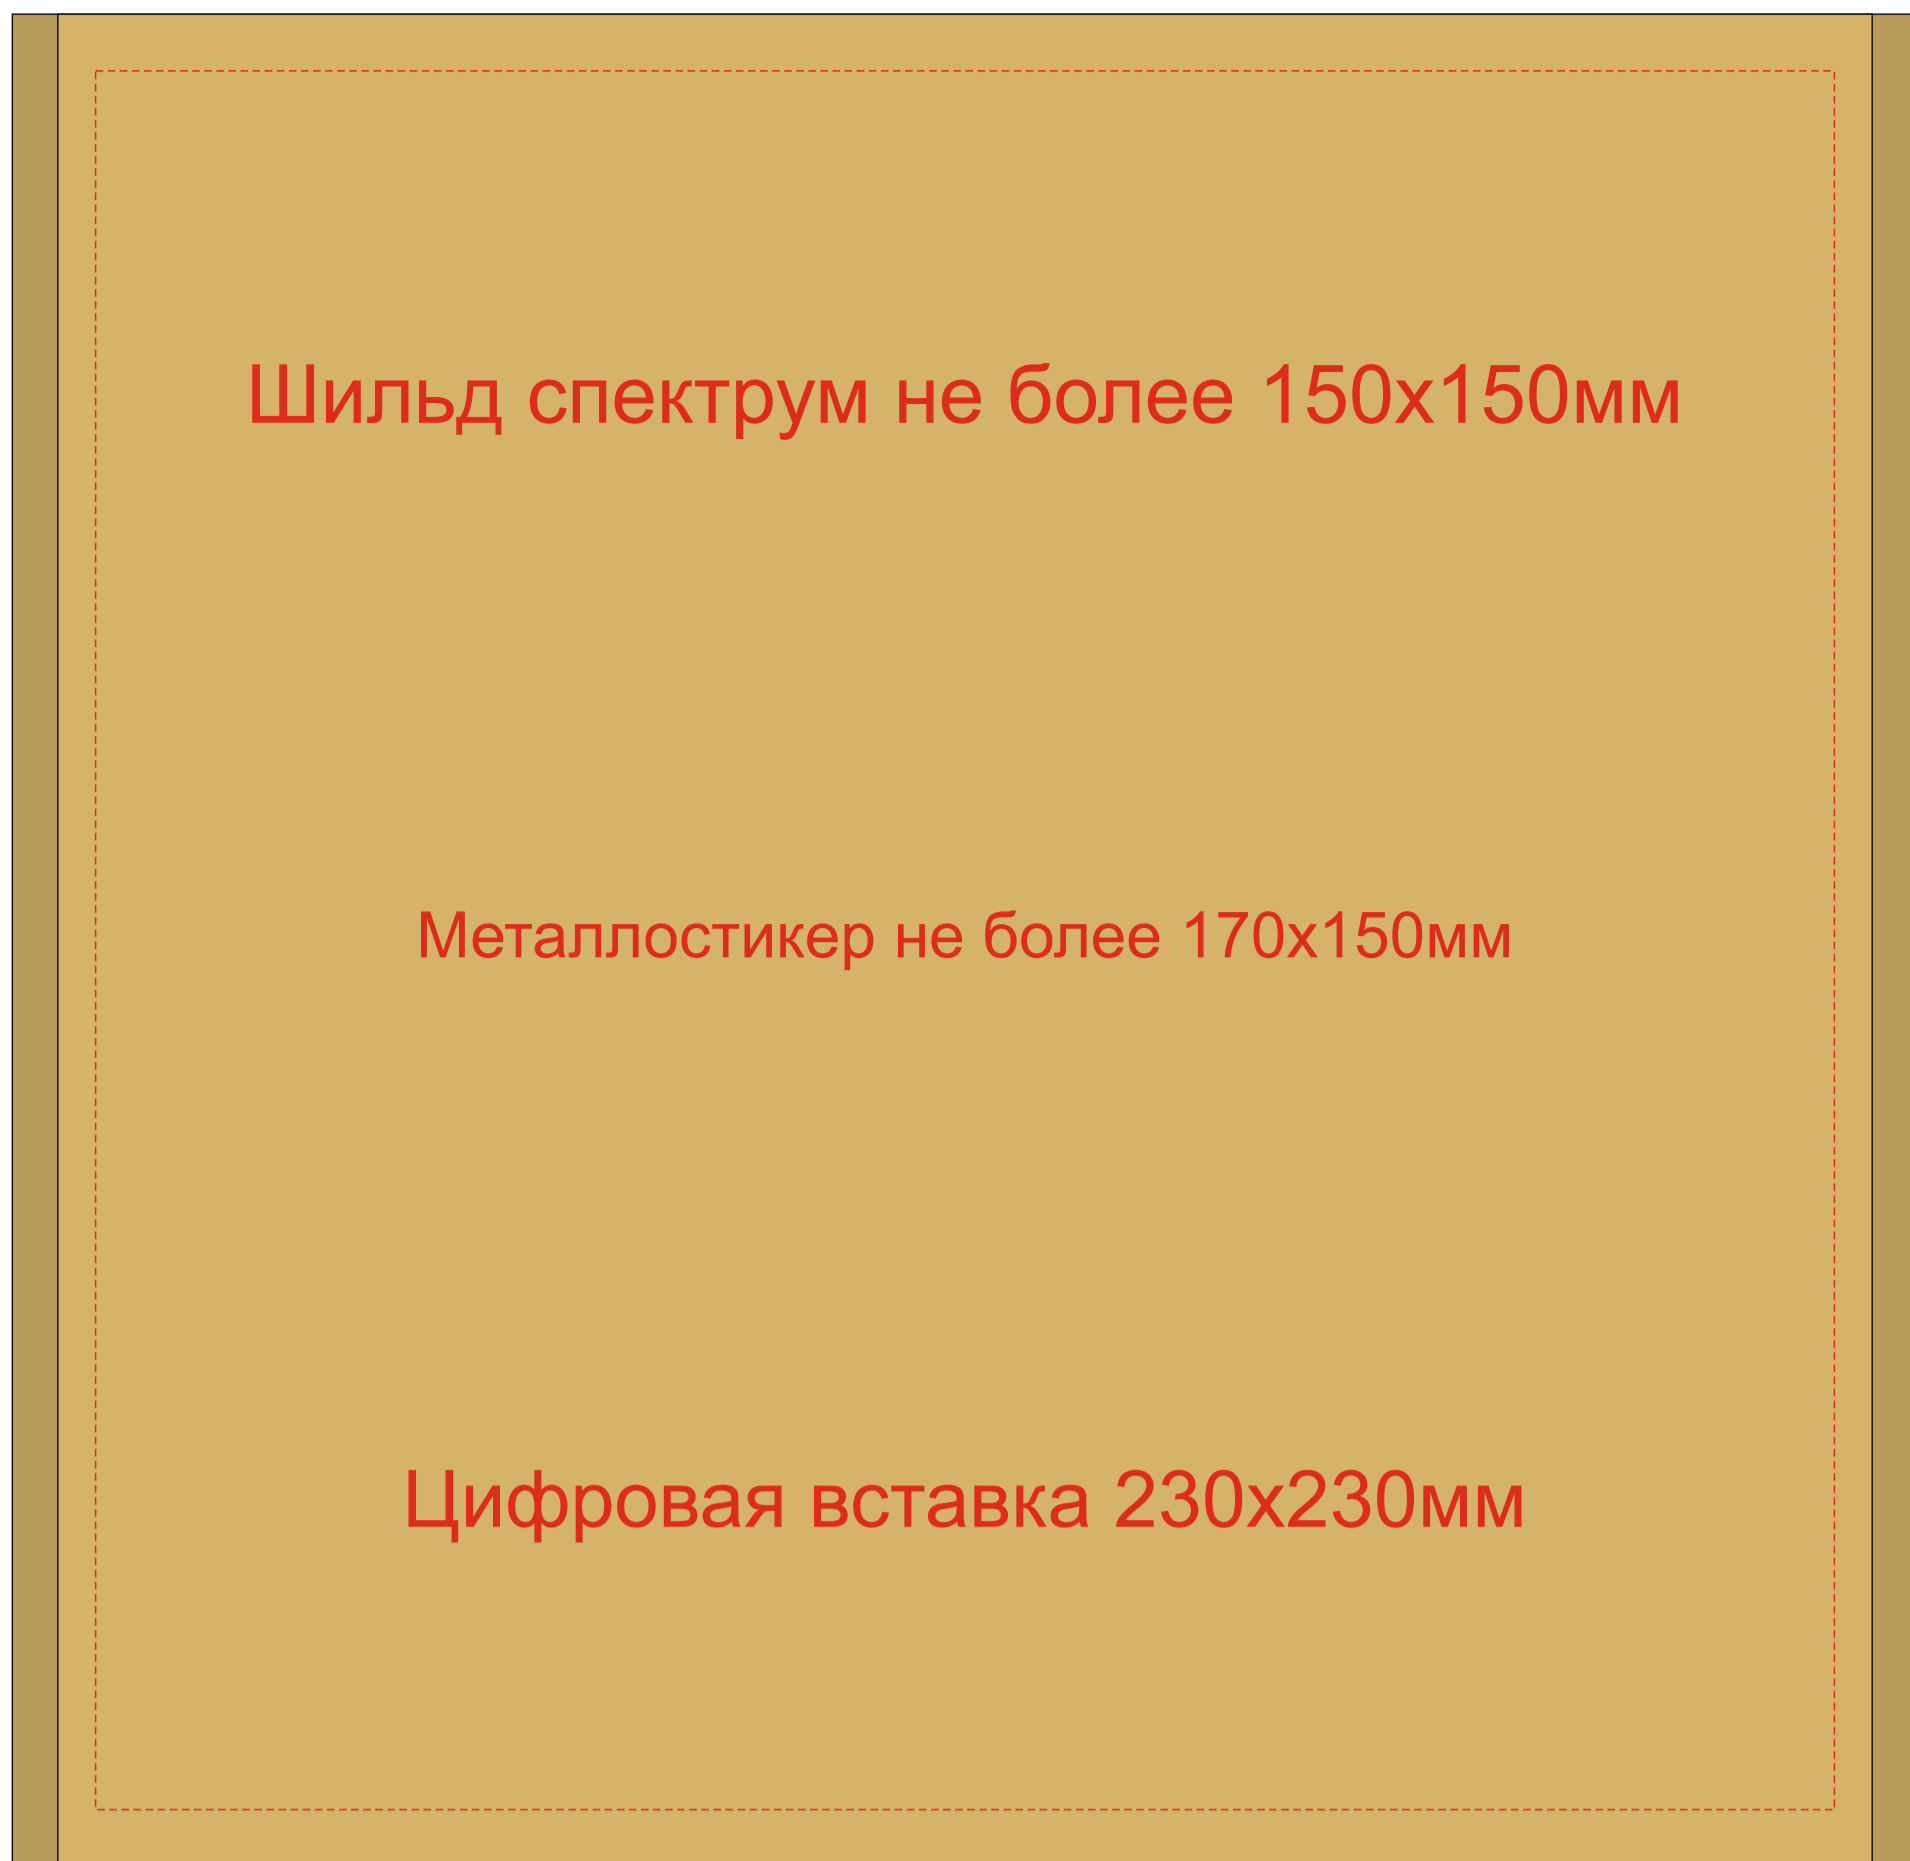 Шильд спектрум не более 150х150мм
Металлостикер не более 170х150мм
Цифровая вставка 230х230мм